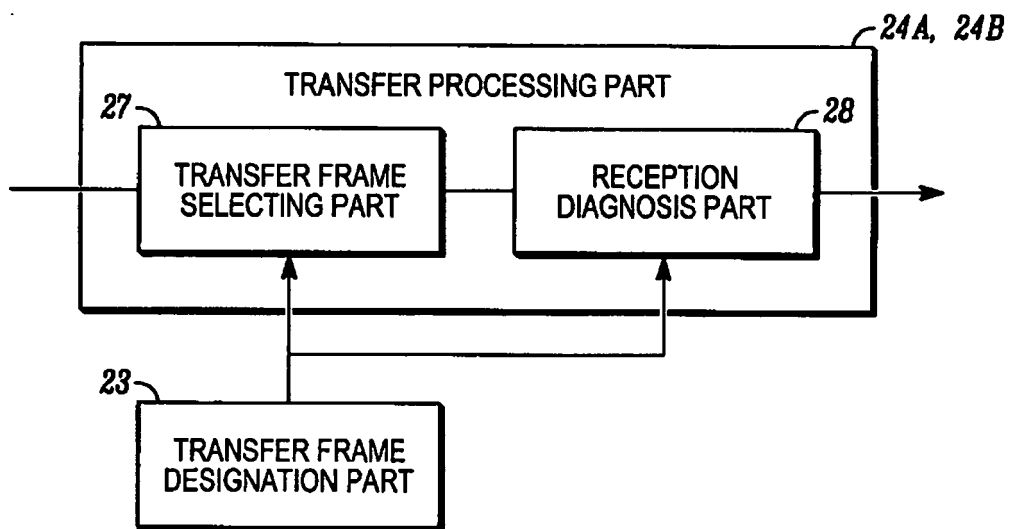 24A, 24B
TRANSFER PROCESSING PART
27
28
TRANSFER FRAME
SELECTING PART
RECEPTION
DIAGNOSIS PART
23
TRANSFER FRAME
DESIGNATION PART